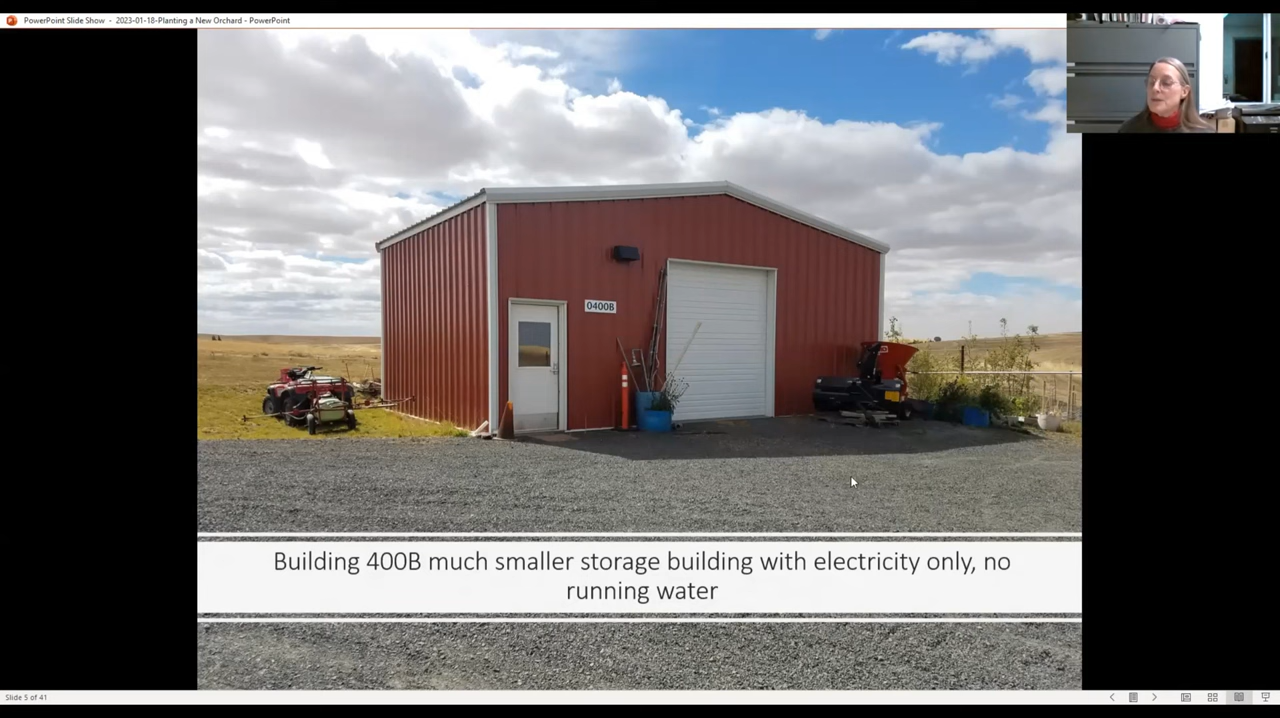 PowerPoint Slide Show - 2023-01-18-Planting a New Orchard - PowerPoint
0400B
Building 400B much smaller storage building with electricity only, no
running water
Slide 5 of 41